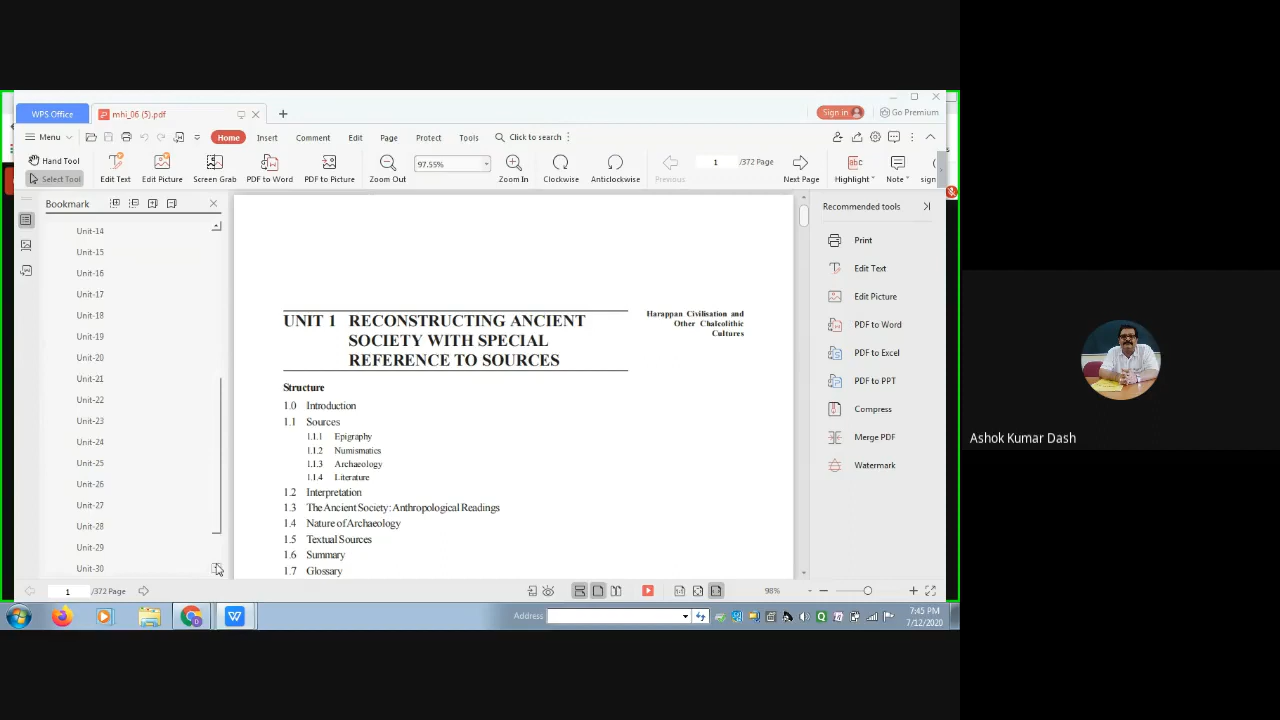 WPS Office
mhi_06 (5).pdf
Sign in
Go Premium
Menu
Home
Insert
Comment
Edit
Page
Protect
Tools
Click to search
Hand Tool
Select Tool
Edit Text
Edit Picture
Screen Grab
PDF to Word
PDF to Picture
Zoom Out
97.55%
Zoom In
Clockwise
Anticlockwise
Previous
1
/372 Page
Next Page
Highlight
Note
sign
Bookmark
Unit-14
Unit-15
Unit-16
Unit-17
Unit-18
Unit-19
Unit-20
Unit-21
Unit-22
Unit-23
Unit-24
Unit-25
Unit-26
Unit-27
Unit-28
Unit-29
Unit-30
UNIT 1 RECONSTRUCTING ANCIENT
SOCIETY WITH SPECIAL
REFERENCE TO SOURCES
Harappan Civilisation and
Other Chalcolithic
Cultures
Structure
1.0 Introduction
1.1 Sources
1.1.1 Epigraphy
1.1.2 Numismatics
1.1.3 Archaeology
1.1.4 Literature
1.2 Interpretation
1.3 The Ancient Society: Anthropological Readings
1.4 Nature of Archaeology
1.5 Textual Sources
1.6 Summary
1.7 Glossary
Recommended tools
Print
Edit Text
Edit Picture
PDF to Word
PDF to Excel
PDF to PPT
Compress
Merge PDF
Watermark
1
/372 Page
98%
Address
7:45 PM
7/12/2020
Ashok Kumar Dash